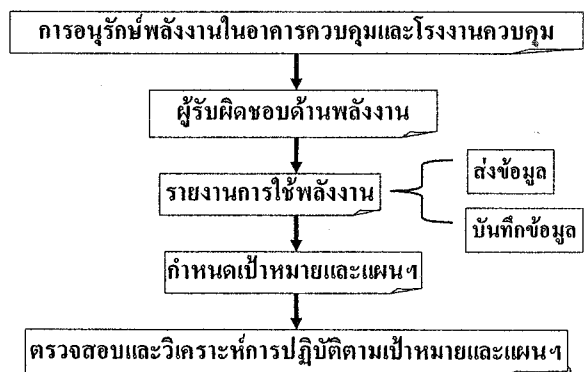 การอนุรักษ์พลังงานในอาคารควบคุมและโรงงานควบคุม
ผู้รับผิดชอบด้านพลังงาน
รายงานการใช้พลังงาน
ส่งข้อมูล
บันทึกข้อมูล
กำหนดเป้าหมายและแผนฯ
ตรวจสอบและวิเคราะห์การปฏิบัติตามเป้าหมายและแผนฯ